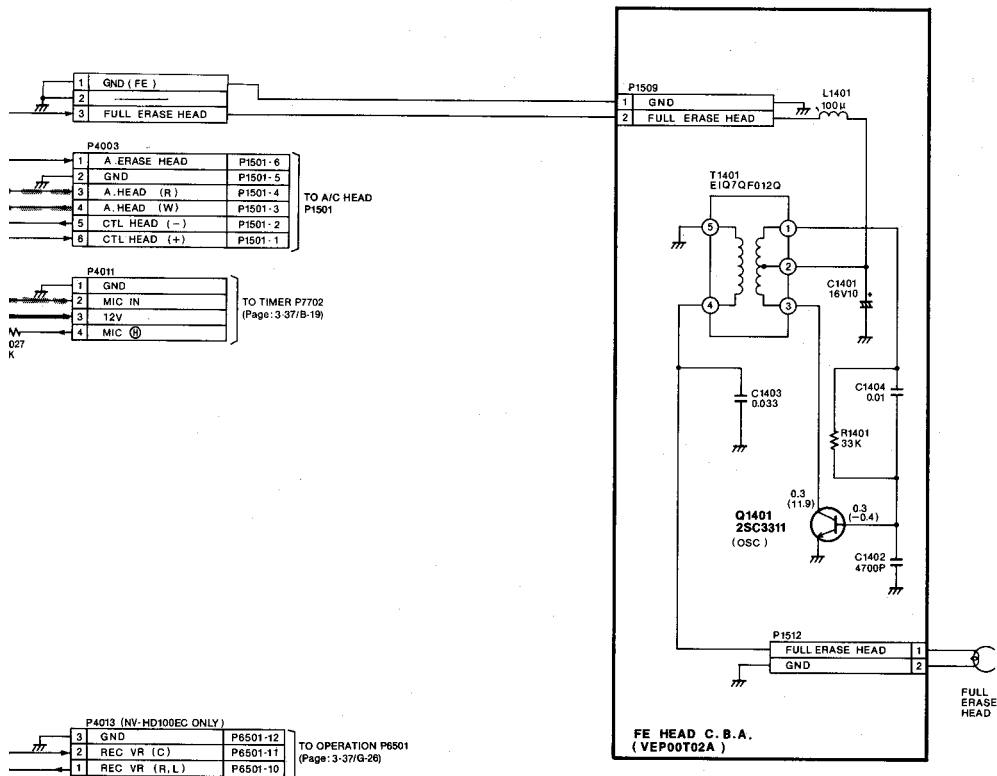 1 GND ( FE )
2
3 FULL ERASE HEAD
P4003
1 A.ERASE HEAD P1501-6
2 GND P1501-5
3 A.HEAD (R) P1501-4
4 A.HEAD (W) P1501-3
5 CTL HEAD (−) P1501-2
6 CTL HEAD (+) P1501-1
TO A/C HEAD
P1501
P4011
1 GND
2 MIC IN
3 12V
4 MIC Ⓗ
TO TIMER P7702
(Page: 3-37/B-19)
027
K
P1509
1 GND
2 FULL ERASE HEAD
L1401
100μ
T1401
EIQ7QF012Q
5
1
2
4
3
C1401
16V10
+
C1403
0.033
C1404
0.01
R1401
33K
0.3
(11.9)
0.3
(−0.4)
Q1401
2SC3311
(OSC)
C1402
4700P
P1512
FULL ERASE HEAD 1
GND 2
FULL
ERASE
HEAD
FE HEAD C.B.A.
(VEP00T02A)
P4013 (NV-HD100EC ONLY)
3 GND P6501-12
2 REC VR (C) P6501-11
1 REC VR (R,L) P6501-10
TO OPERATION P6501
(Page: 3-37/G-26)